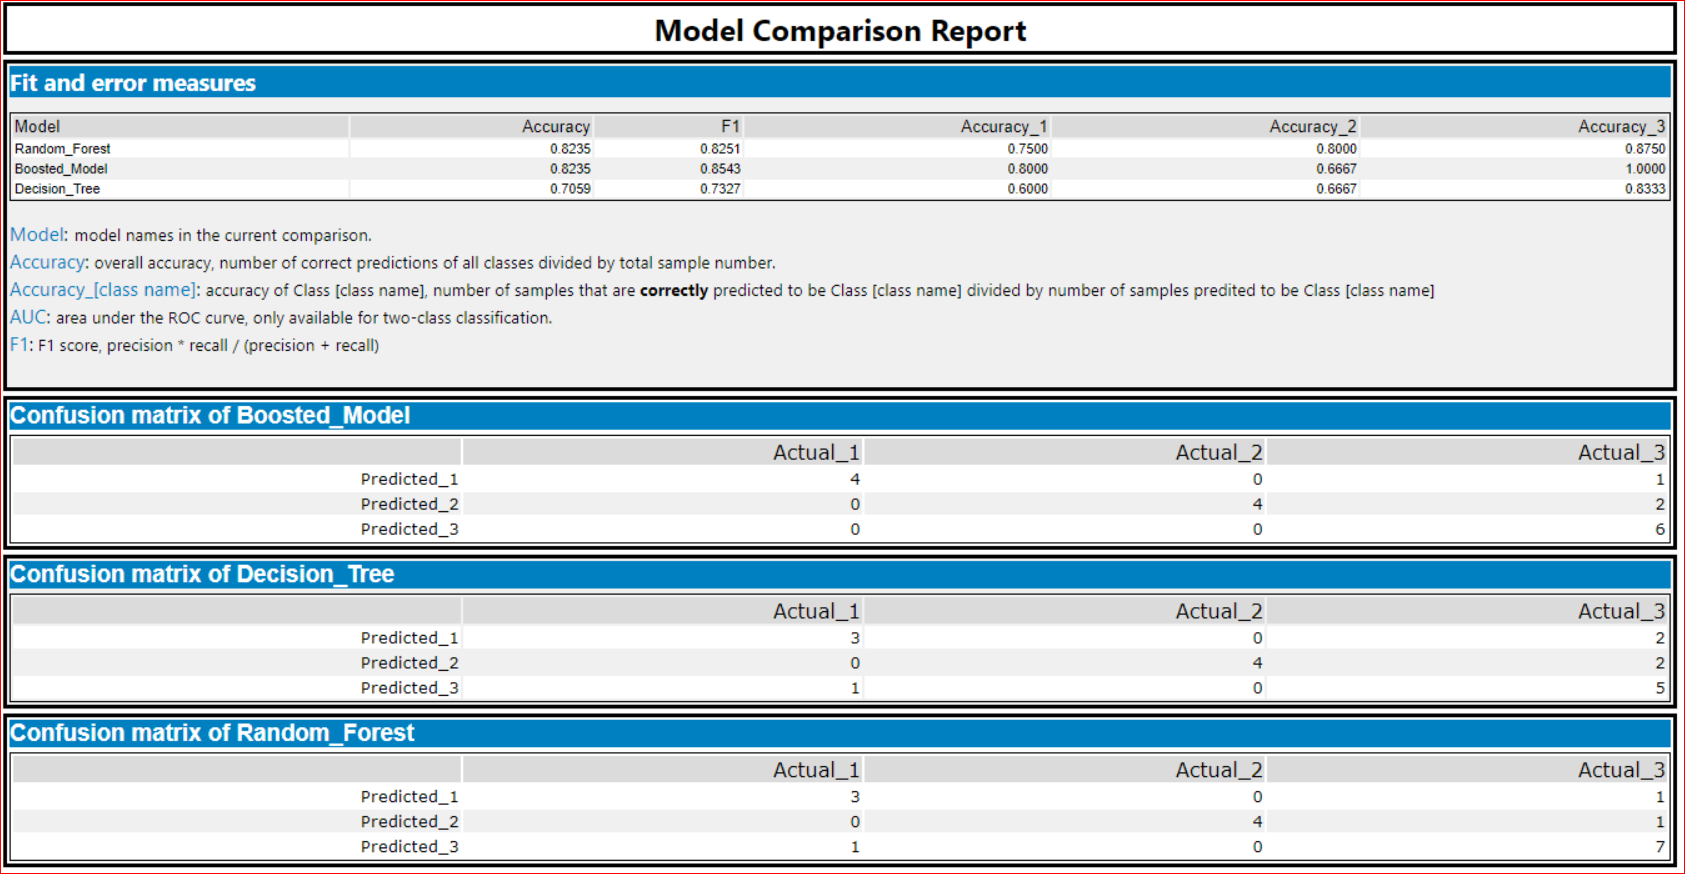 Model Comparison Report
Fit and error measures
Model Accuracy F1 Accuracy_1 Accuracy_2 Accuracy_3
Random_Forest 0.8235 0.8251 0.7500 0.8000 0.8750
Boosted_Model 0.8235 0.8543 0.8000 0.6667 1.0000
Decision_Tree 0.7059 0.7327 0.6000 0.6667 0.8333
Model: model names in the current comparison.
Accuracy: overall accuracy, number of correct predictions of all classes divided by total sample number.
Accuracy_[class name]: accuracy of Class [class name], number of samples that are correctly predicted to be Class [class name] divided by number of samples predited to be Class [class name]
AUC: area under the ROC curve, only available for two-class classification.
F1: F1 score, precision * recall / (precision + recall)
Confusion matrix of Boosted_Model
Actual_1 Actual_2 Actual_3
Predicted_1 4 0 1
Predicted_2 0 4 2
Predicted_3 0 0 6
Confusion matrix of Decision_Tree
Actual_1 Actual_2 Actual_3
Predicted_1 3 0 2
Predicted_2 0 4 2
Predicted_3 1 0 5
Confusion matrix of Random_Forest
Actual_1 Actual_2 Actual_3
Predicted_1 3 0 1
Predicted_2 0 4 1
Predicted_3 1 0 7